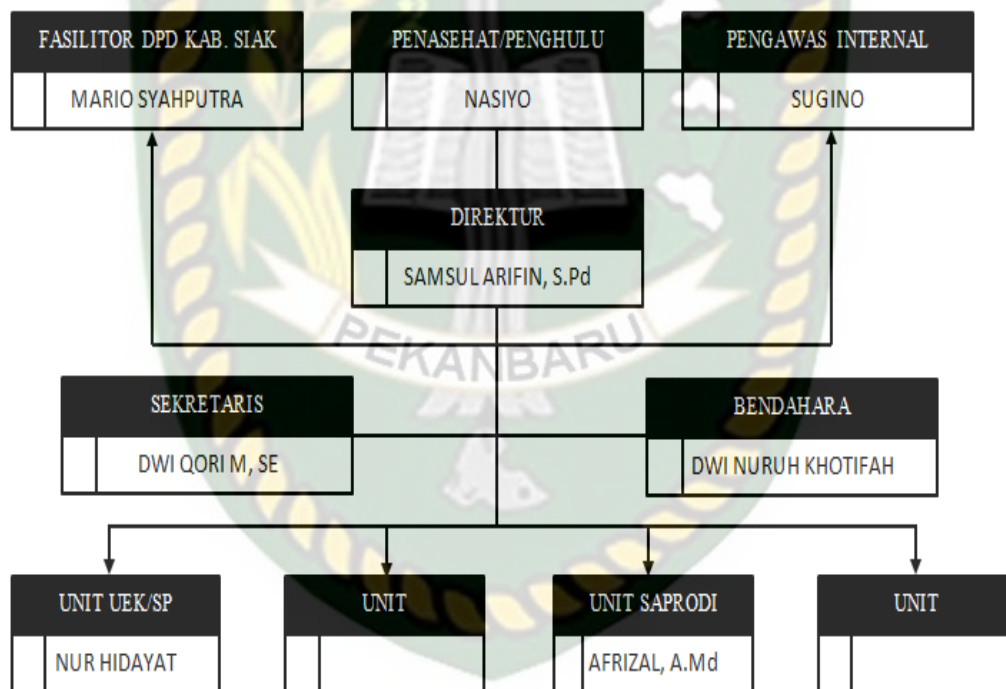 FASILITOR DPD KAB. SIAK
MARIO SYAHPUTRA
PENASEHAT/PENGHULU
NASIYO
PENGAWAS INTERNAL
SUGINO
DIREKTUR
SAMSUL ARIFIN, S.Pd
PEKANBARU
SEKRETARIS
DWI QORI M, SE
BENDAHARA
DWI NURUH KHOTIFAH
UNIT UEK/SP
NUR HIDAYAT
UNIT
UNIT SAPRODI
AFRIZAL, A.Md
UNIT